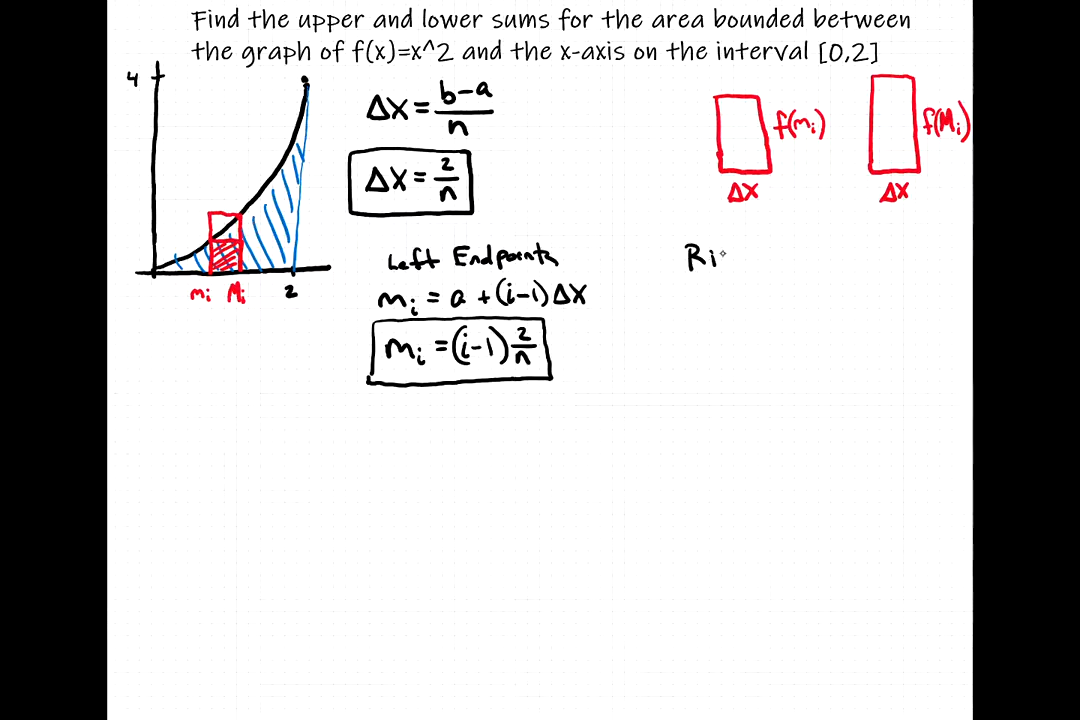 Find the upper and lower sums for the area bounded between
the graph of f(x)=x^2 and the x-axis on the interval [0,2]
4
mi Mi 2
Δx = b-a/n
Δx = 2/n
f(mi)
Δx
f(Mi)
Δx
Left Endpoints
mi = a + (i-1)Δx
mi = (i-1) 2/n
Ri